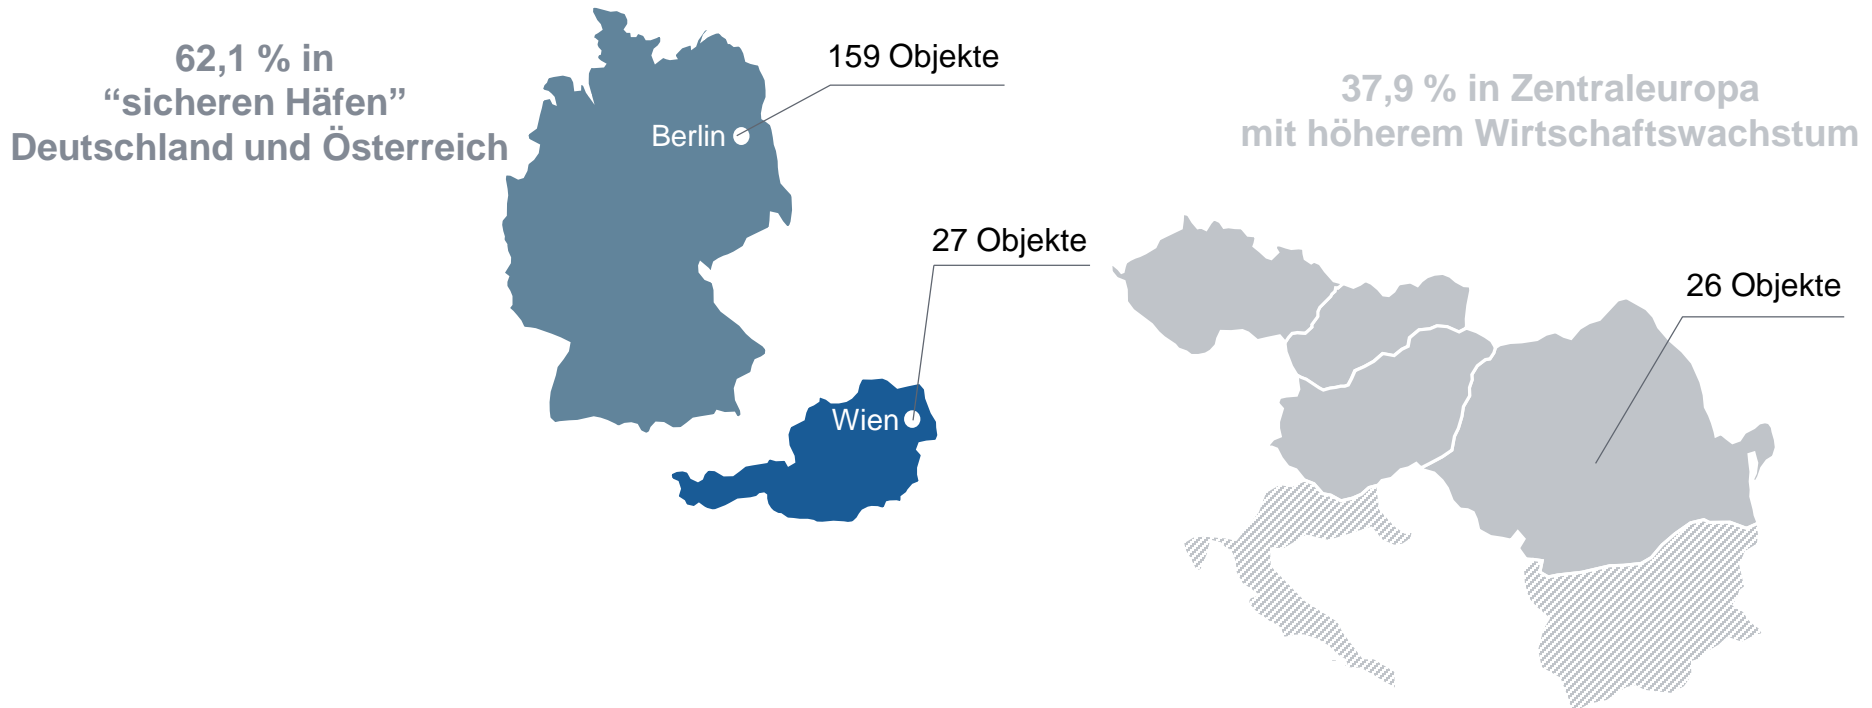 62,1 % in
“sicheren Häfen”
Deutschland und Österreich
159 Objekte
Berlin
27 Objekte
Wien
37,9 % in Zentraleuropa
mit höherem Wirtschaftswachstum
26 Objekte